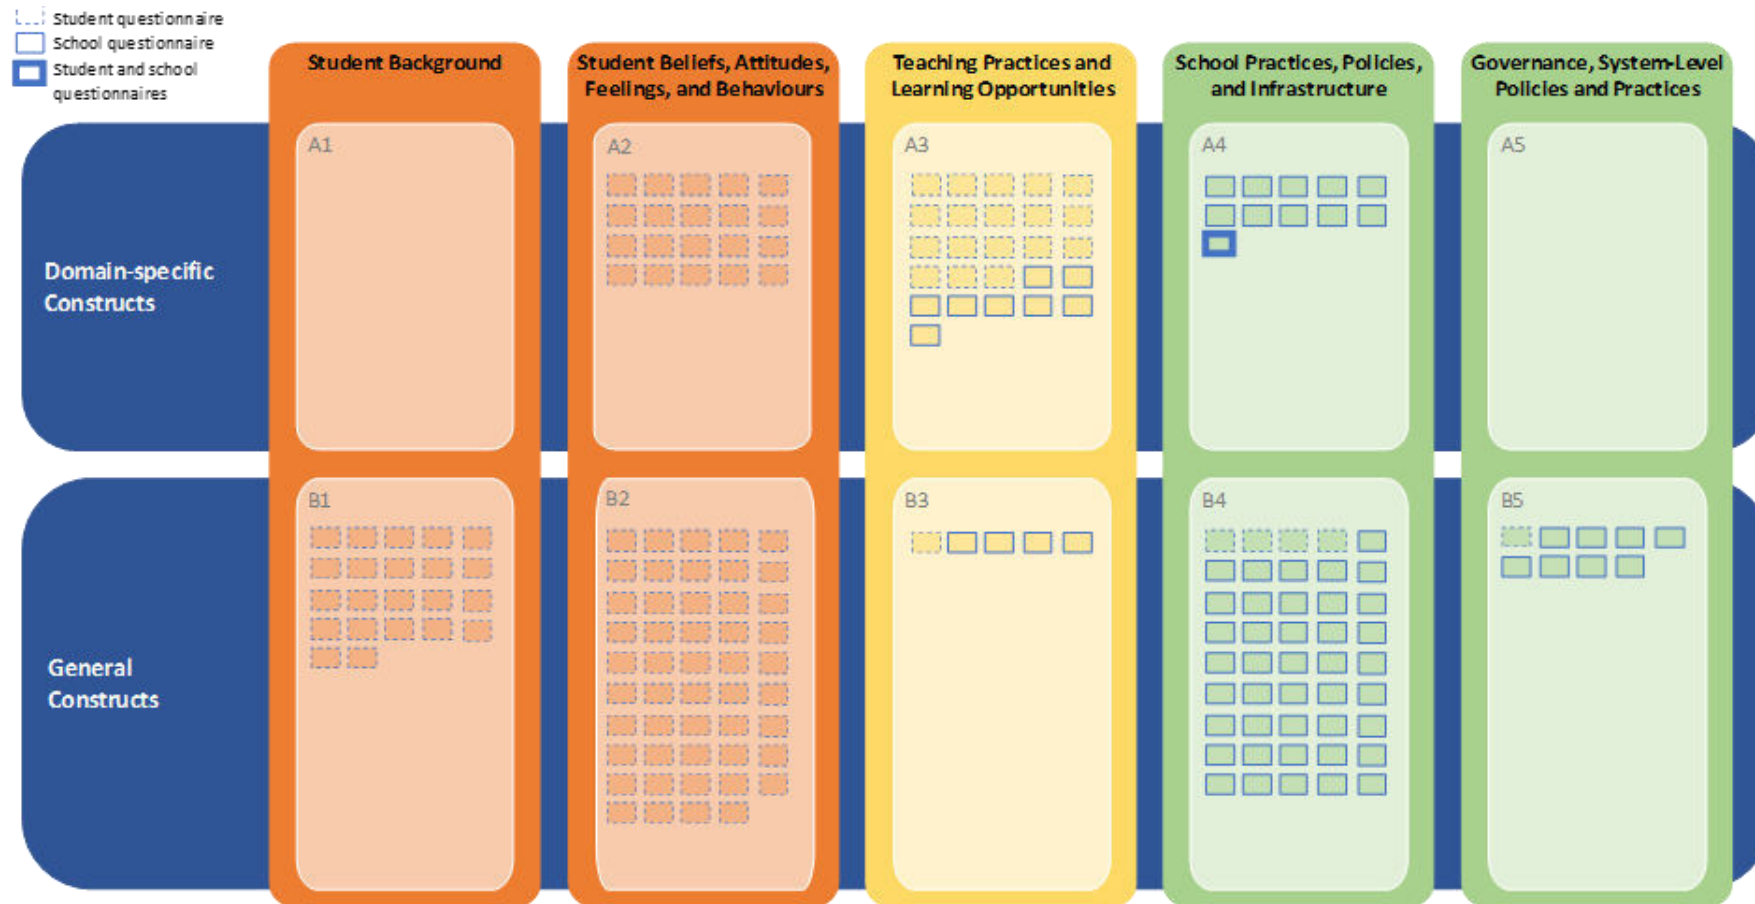 Student questionnaire
School questionnaire
Student and school
questionnaires
Student Background
Student Beliefs, Attitudes,
Feelings, and Behaviours
Teaching Practices and
Learning Opportunities
School Practices, Policies,
and Infrastructure
Governance, System-Level
Policies and Practices
Domain-specific
Constructs
A1
A2
A3
A4
A5
General
Constructs
B1
B2
B3
B4
B5